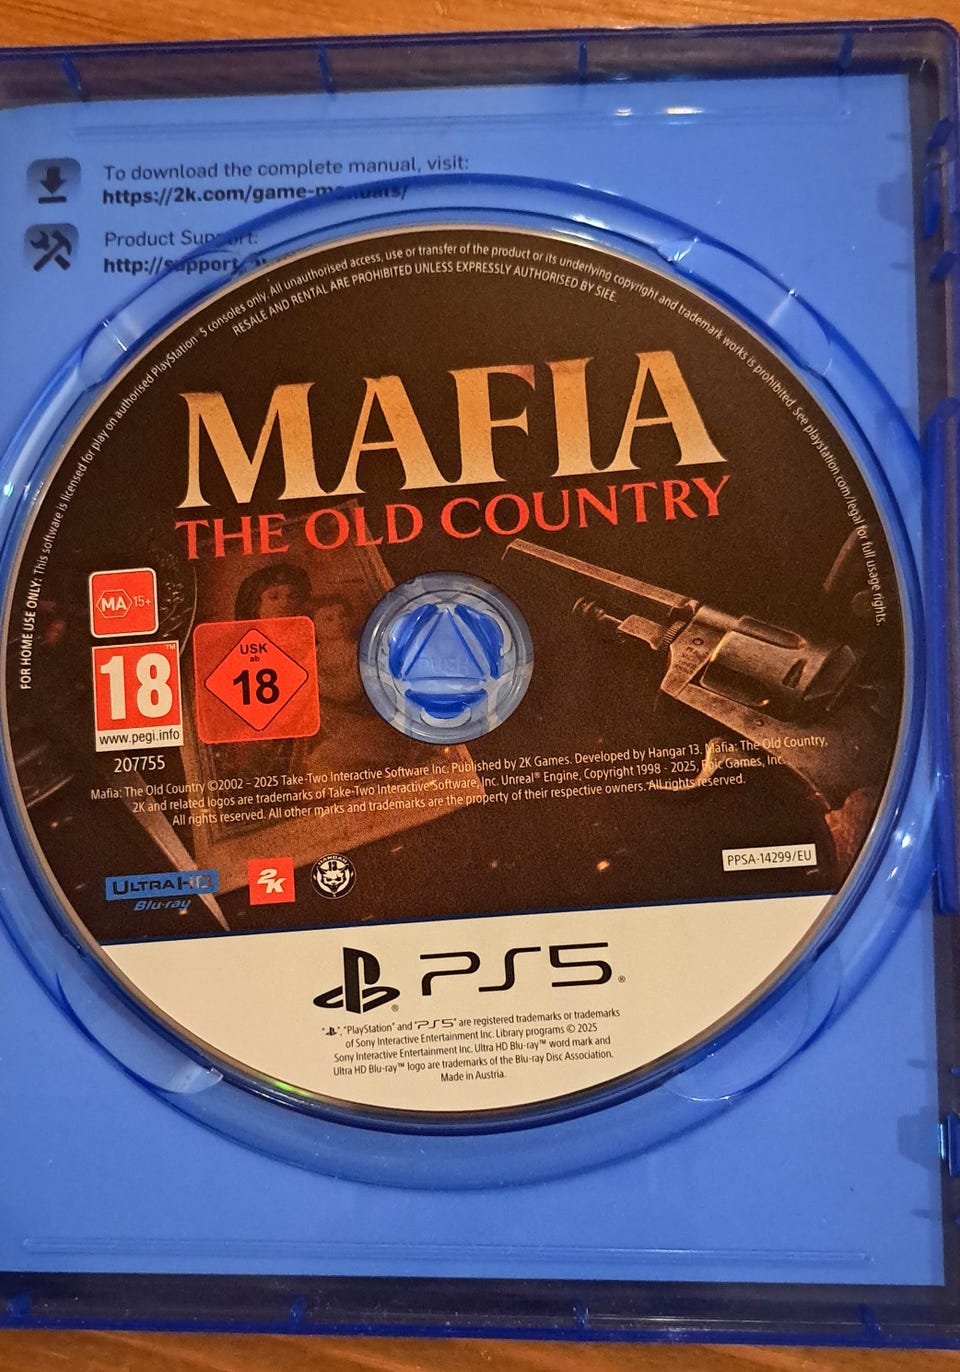 To download the complete manual, visit:
https://2k.com/game-manuals/
Product Support:
http://support.
FOR HOME USE ONLY: This software is licensed for play on authorised PlayStation®5 consoles only. All unauthorised access, use or transfer of the product or its underlying copyright and trademark works is prohibited. See playstation.com/legal for full usage rights.
RESALE AND RENTAL ARE PROHIBITED UNLESS EXPRESSLY AUTHORISED BY SIEE.
MAFIA
THE OLD COUNTRY
MA 15+
18™
www.pegi.info
USK
ab
18
PUSH
207755
Mafia: The Old Country ©2002 - 2025 Take-Two Interactive Software Inc. Published by 2K Games. Developed by Hangar 13. Mafia: The Old Country,
2K and related logos are trademarks of Take-Two Interactive Software, Inc. Unreal® Engine, Copyright 1998 - 2025, Epic Games, Inc.
All rights reserved. All other marks and trademarks are the property of their respective owners. All rights reserved.
ULTRA HD
Blu-ray
2K
HANGAR
13
PPSA-14299/EU
PS5®
"PlayStation" and "PS5" are registered trademarks or trademarks
of Sony Interactive Entertainment Inc. Library programs © 2025
Sony Interactive Entertainment Inc. Ultra HD Blu-ray™ word mark and
Ultra HD Blu-ray™ logo are trademarks of the Blu-ray Disc Association.
Made in Austria.